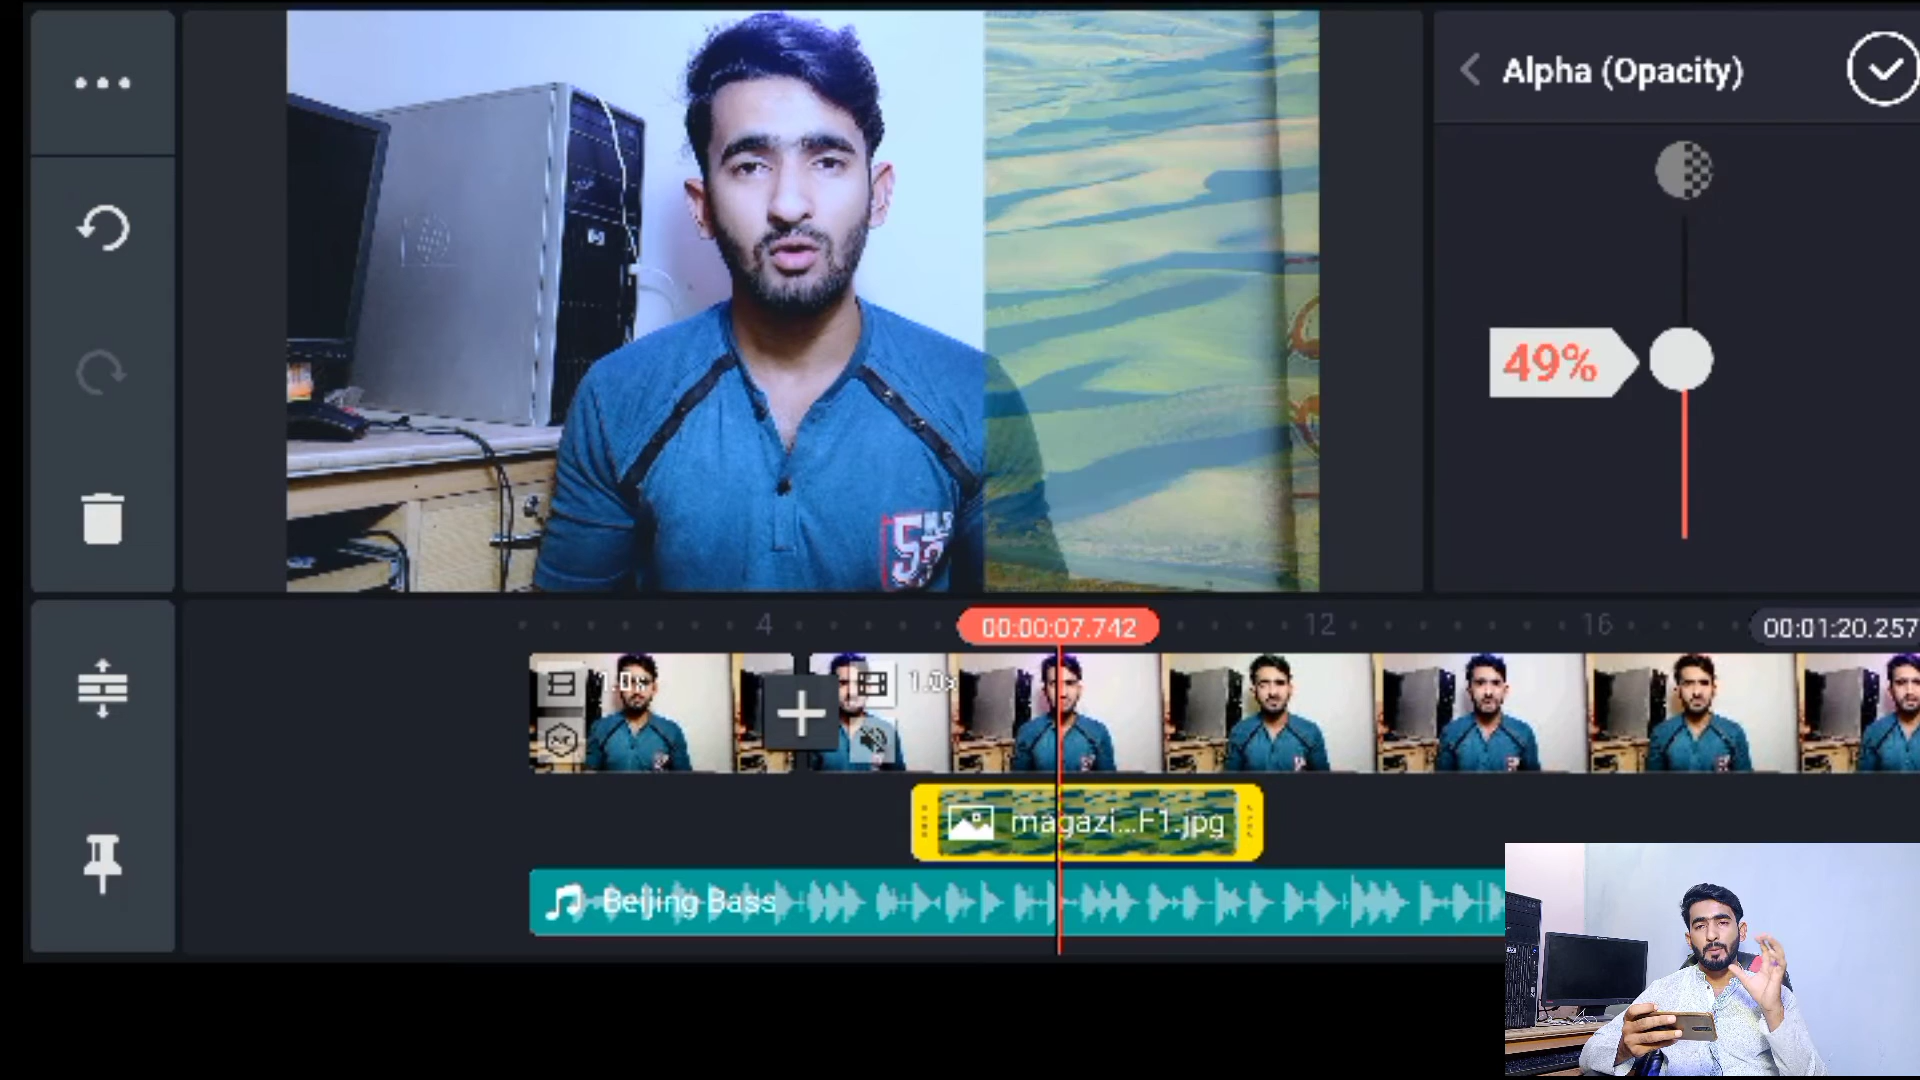 Alpha (Opacity)
49%
4
00:00:07.742
12
16
00:01:20.257
1.0x
1.0x
magazi...F1.jpg
Beijing Bass